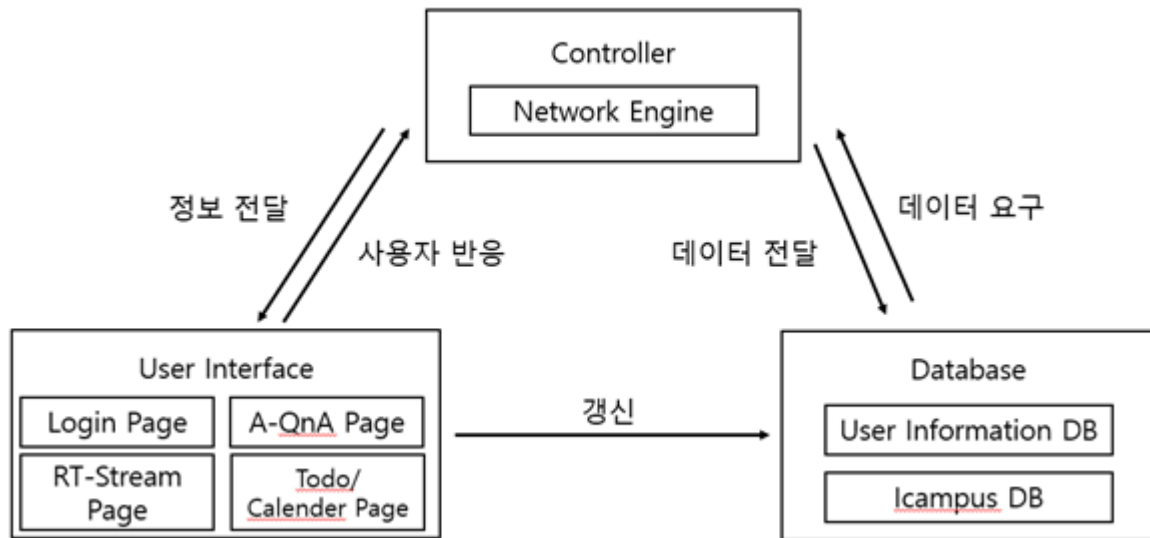 Controller
Network Engine
정보 전달
사용자 반응
데이터 전달
데이터 요구
User Interface
Login Page
A-QnA Page
RT-Stream
Page
Todo/
Calender Page
갱신
Database
User Information DB
Icampus DB